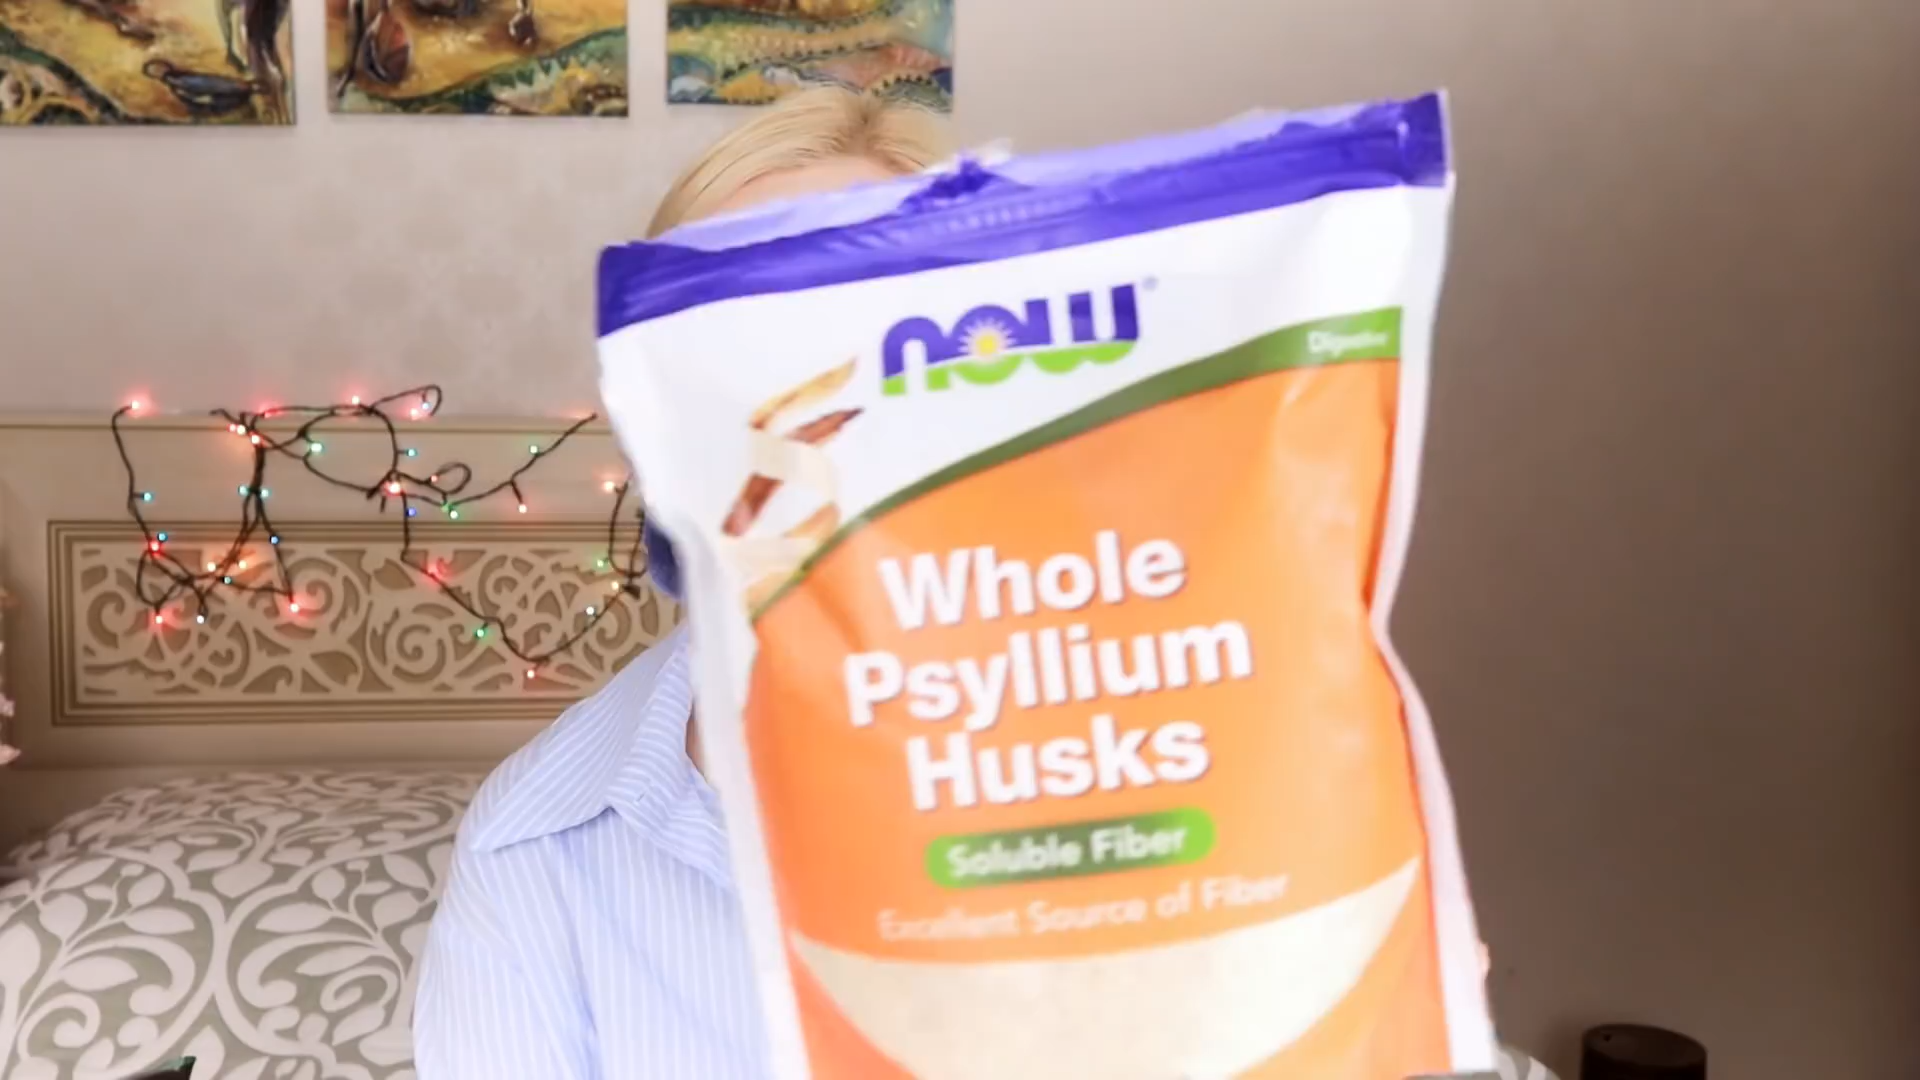 now®
Digestive
Whole
Psyllium
Husks
Soluble Fiber
Excellent Source of Fiber